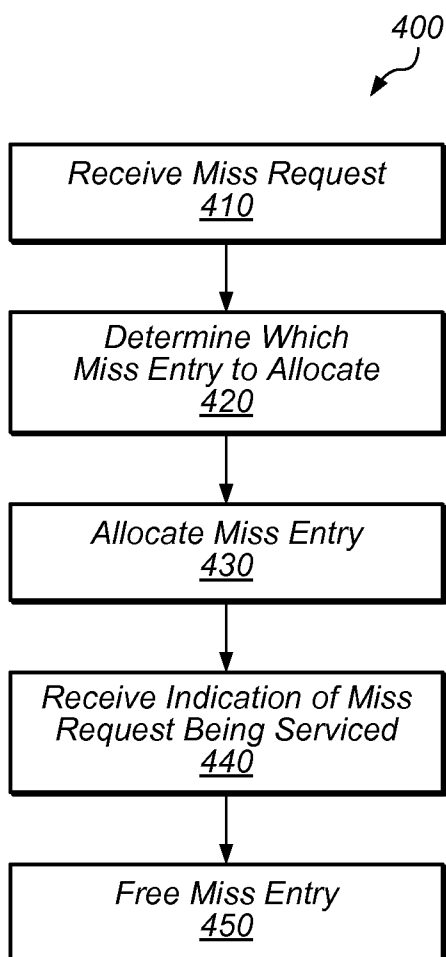 400
Receive Miss Request
410
Determine Which
Miss Entry to Allocate
420
Allocate Miss Entry
430
Receive Indication of Miss
Request Being Serviced
440
Free Miss Entry
450